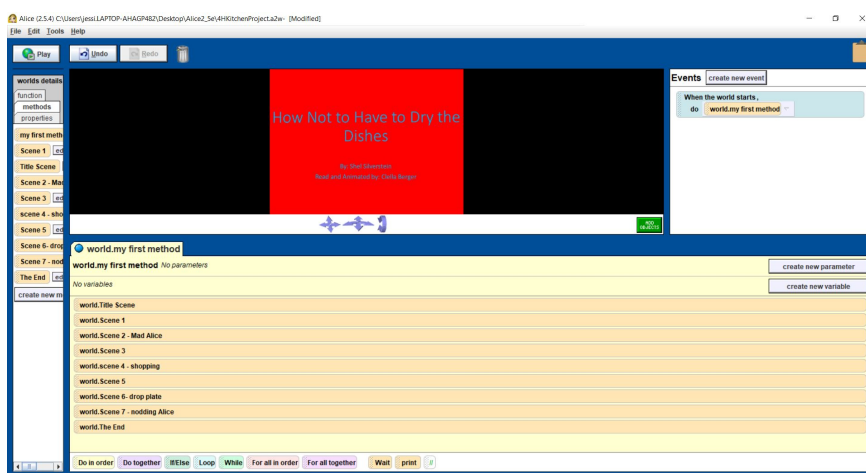 Alice (2.5.4) C:\Users\jessi.LAPTOP-AHAGP482\Desktop\Alice2_5e\4HKitchenProject.a2w- [Modified]
File Edit Tools Help
Play Undo Redo
worlds details
function
methods
properties
my first meth
Scene 1 ed
Title Scene
Scene 2 - Mad
Scene 3 ed
scene 4 - sho
Scene 5 ed
Scene 6- drop
Scene 7 - nod
The End ed
create new m
How Not to Have to Dry the
Dishes
By: Shel Silverstein
Read and Animated by:
ADD
OBJECTS
Events create new event
When the world starts,
do world.my first method
world.my first method
world.my first method No parameters
create new parameter
No variables
create new variable
world.Title Scene
world.Scene 1
world.Scene 2 - Mad Alice
world.Scene 3
world.scene 4 - shopping
world.Scene 5
world.Scene 6- drop plate
world.Scene 7 - nodding Alice
world.The End
Do in order Do together If/Else Loop While For all in order For all together Wait print //